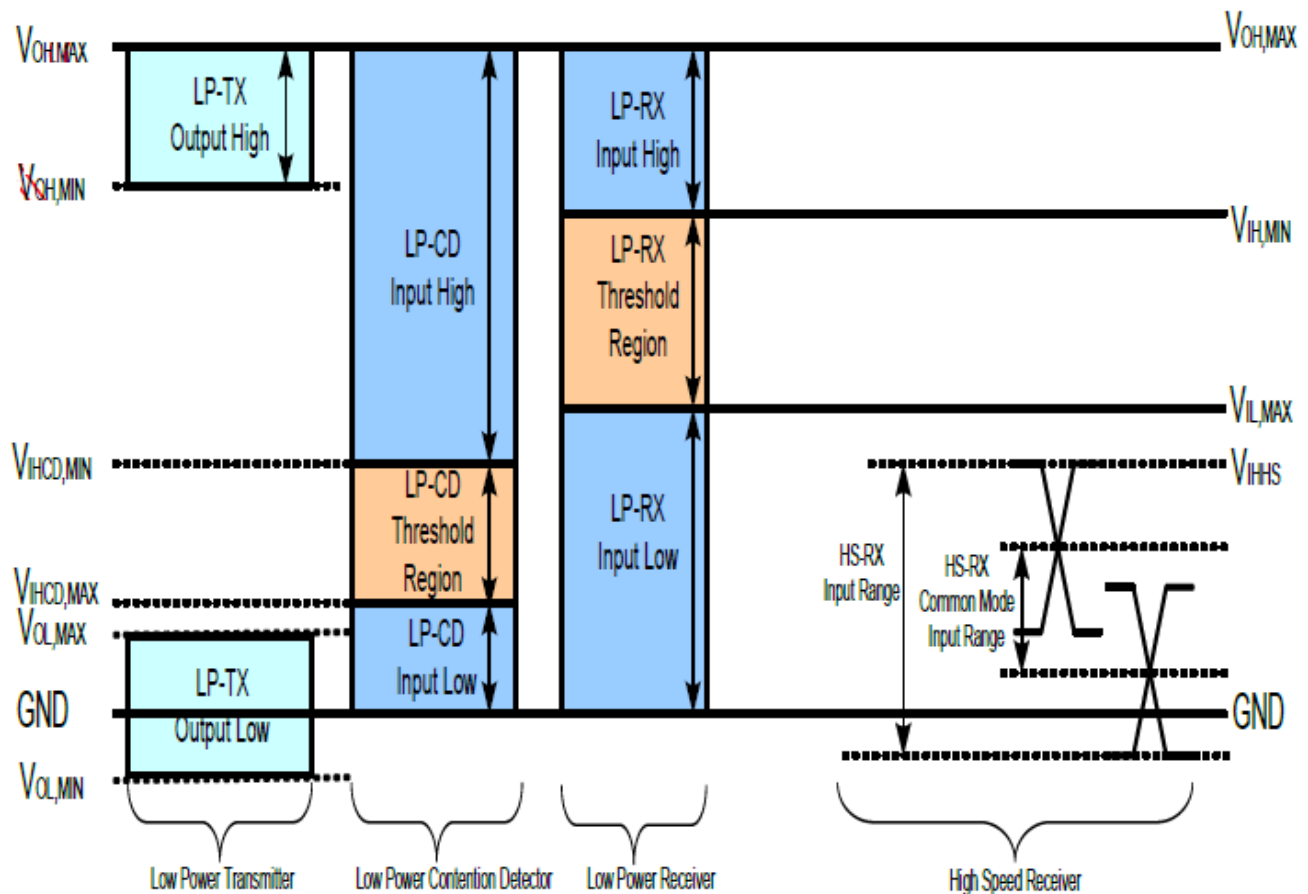 VOH,MAX
VOH,MAX
LP-TX
Output High
VOH,MIN
LP-CD
Input High
LP-RX
Input High
VIH,MIN
LP-RX
Threshold
Region
VIL,MAX
VIHCD,MIN
LP-CD
Threshold
Region
VIHCD,MAX
VOL,MAX
LP-CD
Input Low
LP-RX
Input Low
VIHHS
HS-RX
Input Range
HS-RX
Common Mode
Input Range
LP-TX
Output Low
GND
GND
VOL,MIN
Low Power Transmitter
Low Power Contention Detector
Low Power Receiver
High Speed Receiver